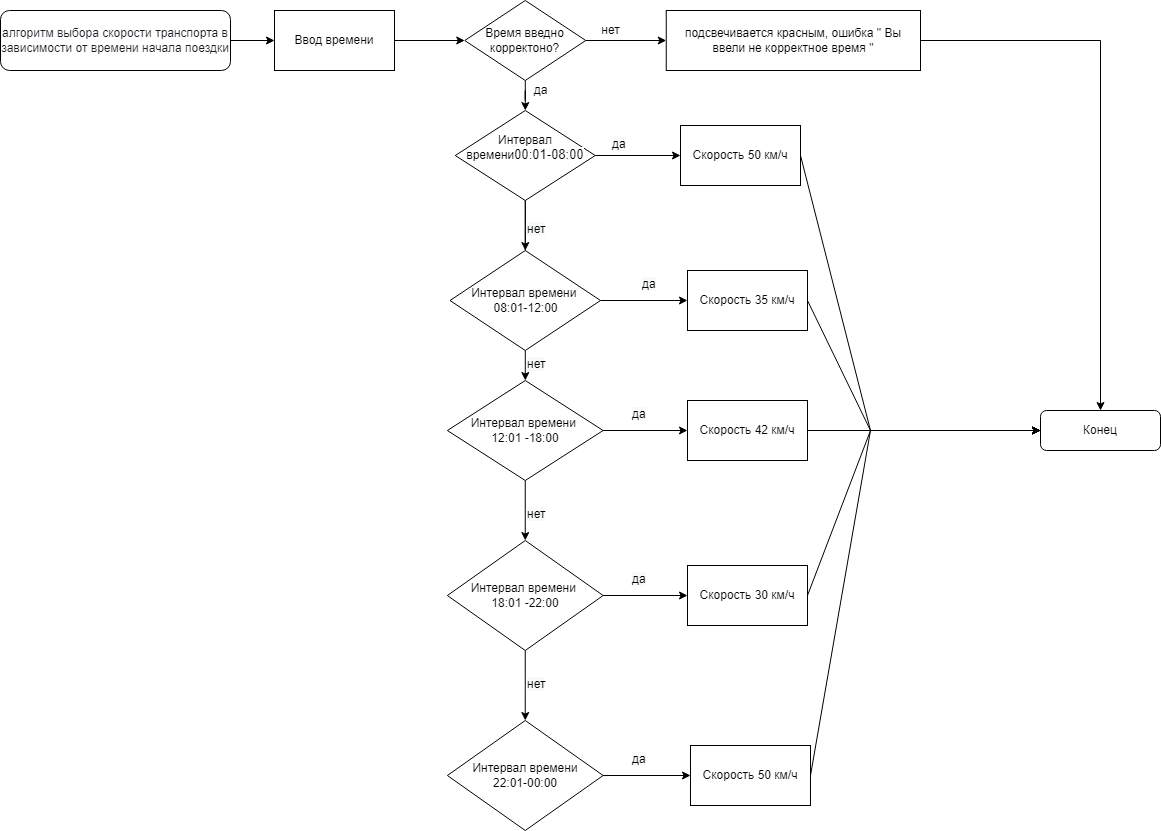 алгоритм выбора скорости транспорта в
зависимости от времени начала поездки
Ввод времени
Время введно
корректоно?
нет
подсвечивается красным, ошибка " Вы
ввели не корректное время "
да
Интервал
времени00:01-08:00
да
Скорость 50 км/ч
нет
Интервал времени
08:01-12:00
да
Скорость 35 км/ч
нет
Интервал времени
12:01 -18:00
да
Скорость 42 км/ч
Конец
нет
Интервал времени
18:01 -22:00
да
Скорость 30 км/ч
нет
Интервал времени
22:01-00:00
да
Скорость 50 км/ч